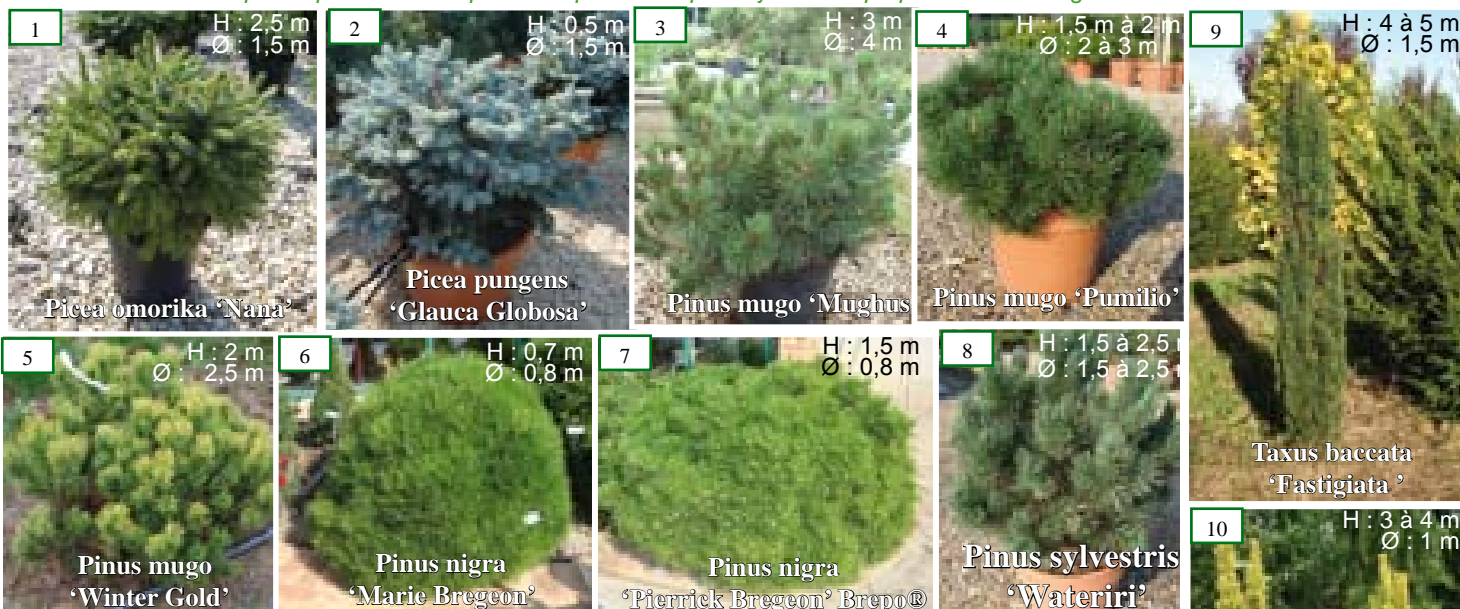 1
H : 2,5 m
Ø : 1,5 m
Picea omorika ‘Nana’
2
H : 0,5 m
Ø : 1,5 m
Picea pungens
‘Glauca Globosa’
3
H : 3 m
Ø : 4 m
Pinus mugo ‘Mughus
4
H : 1,5 m à 2 m
Ø : 2 à 3 m
Pinus mugo ‘Pumilio’
9
H : 4 à 5 m
Ø : 1,5 m
Taxus baccata
‘Fastigiata ’
5
H : 2 m
Ø : 2,5 m
Pinus mugo
‘Winter Gold’
6
H : 0,7 m
Ø : 0,8 m
Pinus nigra
‘Marie Bregeon’
7
H : 1,5 m
Ø : 0,8 m
Pinus nigra
‘Pierrick Bregeon’ Brepo®
8
H : 1,5 à 2,5
Ø : 1,5 à 2,5
Pinus sylvestris
‘Wateriri’
10
H : 3 à 4 m
Ø : 1 m